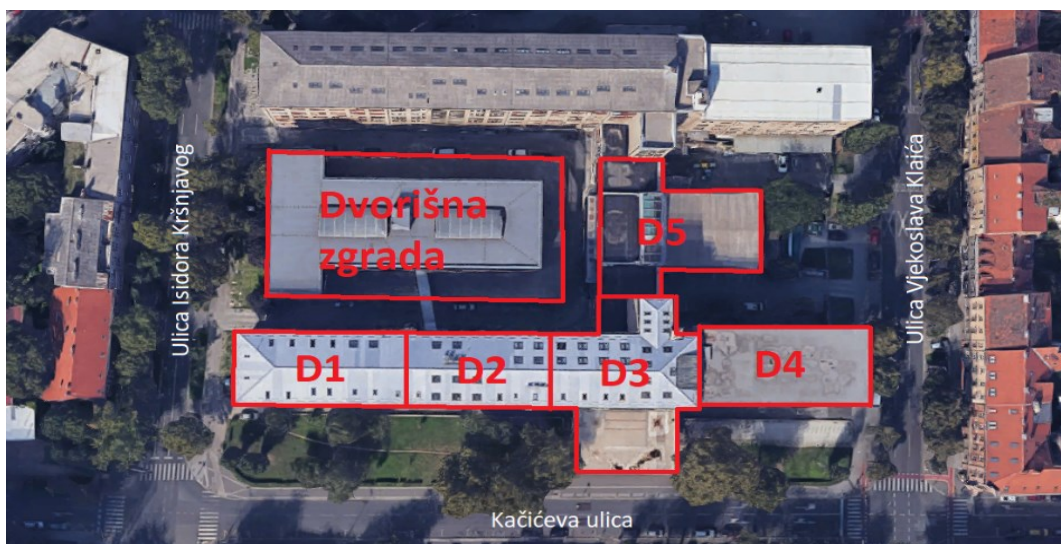 Ulica Isidora Kršnjavog
Dvorišna
zgrada
D5
Ulica Vjekoslava Klaića
D1
D2
D3
D4
Kačićeva ulica